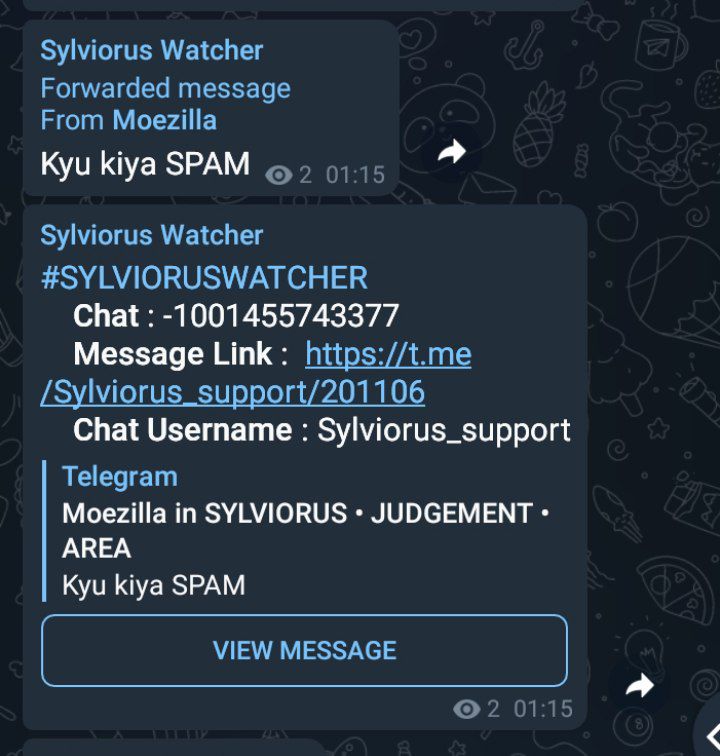 Sylviorus Watcher
Forwarded message
From Moezilla
Kyu kiya SPAM
2 01:15
Sylviorus Watcher
#SYLVIORUSWATCHER
Chat : -1001455743377
Message Link : https://t.me
/Sylviorus_support/201106
Chat Username : Sylviorus_support
Telegram
Moezilla in SYLVIORUS • JUDGEMENT •
AREA
Kyu kiya SPAM
VIEW MESSAGE
2 01:15